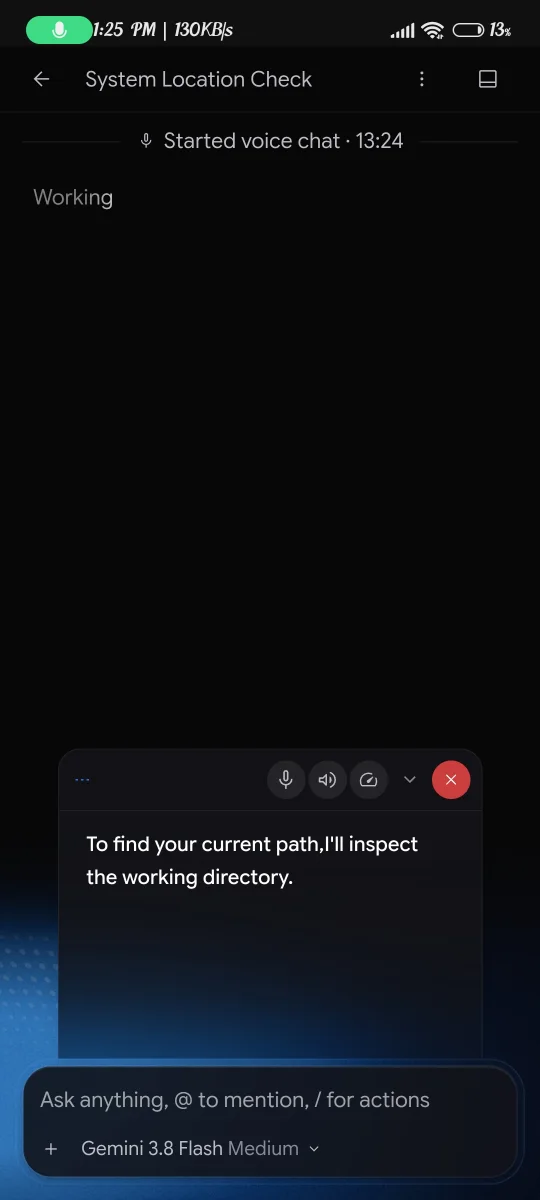 1:25 PM | 130KB/s
13%
System Location Check
Started voice chat · 13:24
Working
To find your current path,I'll inspect
the working directory.
Ask anything, @ to mention, / for actions
Gemini 3.8 Flash Medium